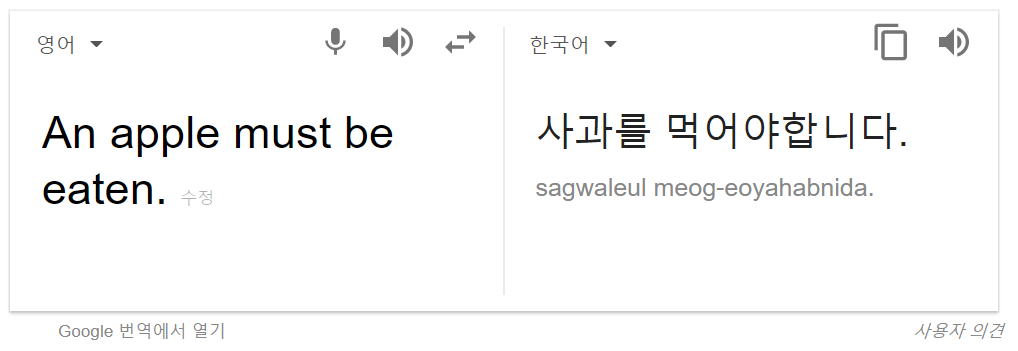 영어
한국어
An apple must be
eaten. 수정
사과를 먹어야합니다.
sagwaleul meog-eoyahabnida.
Google 번역에서 열기
사용자 의견